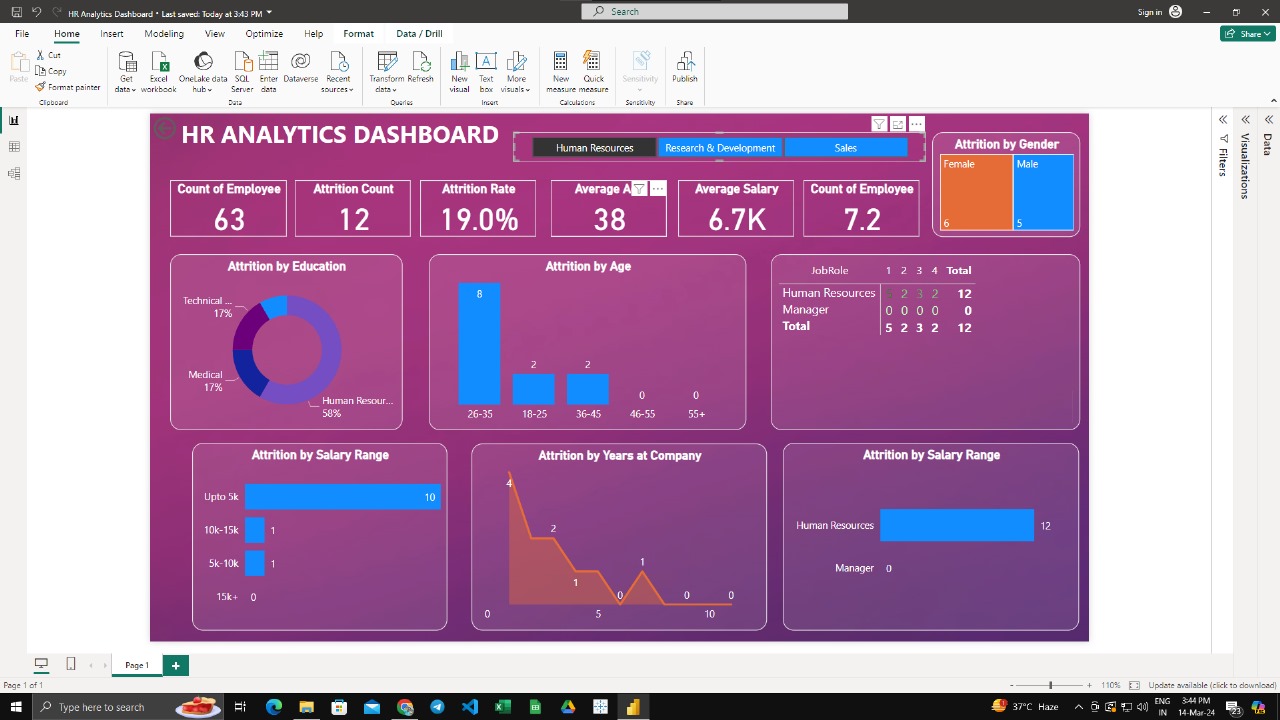 HR Analytics Dashboard • Last saved: Today at 3:43 PM
Search
Sign in
File Home Insert Modeling View Optimize Help Format Data / Drill
Share
Paste
Cut
Copy
Format painter
Clipboard
Get data
Excel workbook
OneLake data hub
SQL Server
Enter data
Dataverse
Recent sources
Data
Transform data
Refresh
Queries
New visual
Text box
More visuals
Insert
New measure
Quick measure
Calculations
Sensitivity
Sensitivity
Publish
Share
HR ANALYTICS DASHBOARD
Human Resources Research & Development Sales
Attrition by Gender
Female Male
6 5
Count of Employee
63
Attrition Count
12
Attrition Rate
19.0%
Average A
38
Average Salary
6.7K
Count of Employee
7.2
Attrition by Education
Technical ...
17%
Medical
17%
Human Resour...
58%
Attrition by Age
8
2
2
0
0
26-35 18-25 36-45 46-55 55+
JobRole 1 2 3 4 Total
Human Resources 5 2 3 2 12
Manager 0 0 0 0 0
Total 5 2 3 2 12
Attrition by Salary Range
Upto 5k 10
10k-15k 1
5k-10k 1
15k+ 0
Attrition by Years at Company
4
2
1
0
1
0
0
0 5 10
Attrition by Salary Range
Human Resources 12
Manager 0
Filters
Visualizations
Data
Page 1
Page 1 of 1
110%
Update available (click to download)
Type here to search
37°C Haze
ENG
IN
3:44 PM
14-Mar-24
23